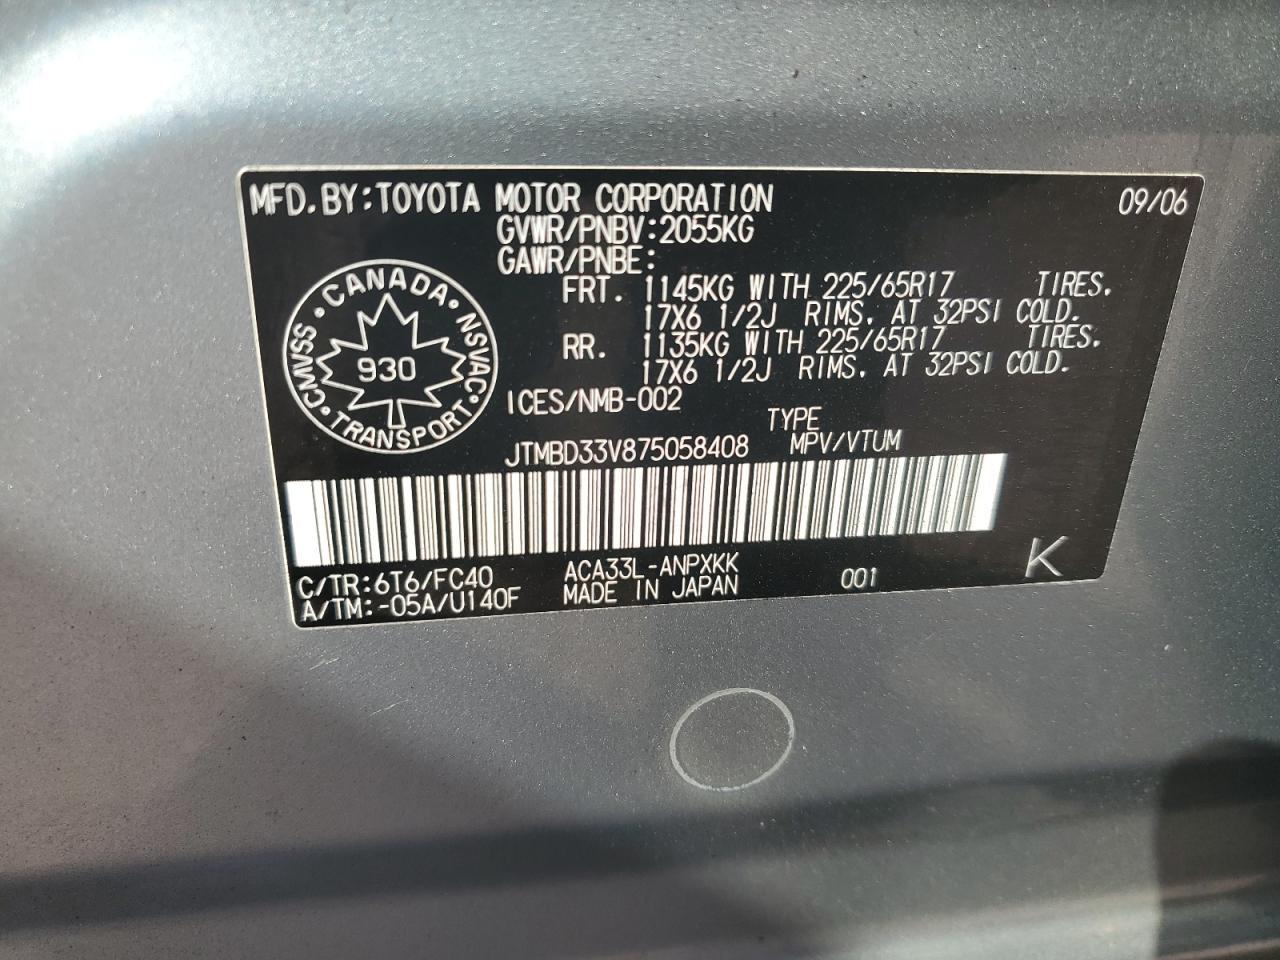 MFD.BY:TOYOTA MOTOR CORPORATION 09/06
GVWR/PNBV:2055KG
GAWR/PNBE:
FRT. 1145KG WITH 225/65R17 TIRES.
17X6 1/2J RIMS, AT 32PSI COLD.
RR. 1135KG WITH 225/65R17 TIRES.
17X6 1/2J RIMS, AT 32PSI COLD.
ICES/NMB-002
CANADA • NSVAC • TRANSPORT • CMVSS •
930
TYPE
JTMBD33V875058408 MPV/VTUM
C/TR:6T6/FC40 ACA33L-ANPXKK 001 K
A/TM:-05A/U140F MADE IN JAPAN